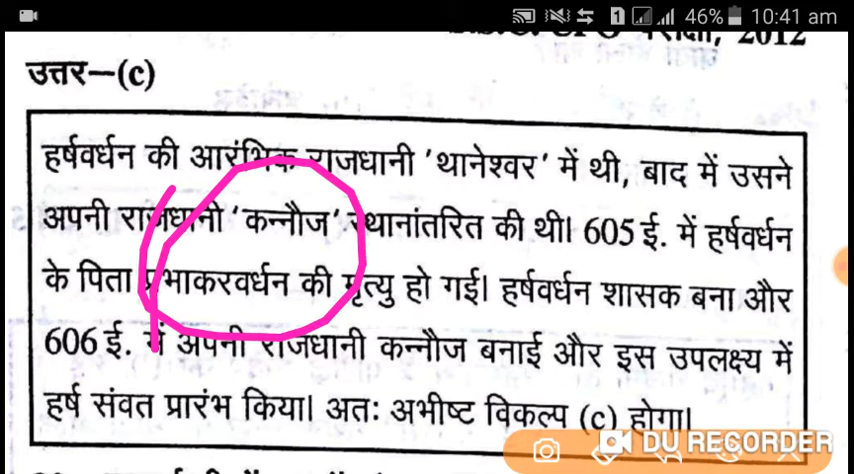 1 46% 10:41 am
परीक्षा, 2012
उत्तर–(c)
हर्षवर्धन की आरंभिक राजधानी 'थानेश्वर' में थी, बाद में उसने
अपनी राजधानी 'कन्नौज' स्थानांतरित की थी। 605 ई. में हर्षवर्धन
के पिता प्रभाकरवर्धन की मृत्यु हो गई। हर्षवर्धन शासक बना और
606 ई. में अपनी राजधानी कन्नौज बनाई और इस उपलक्ष्य में
हर्ष संवत प्रारंभ किया। अतः अभीष्ट विकल्प (c) होगा।
DU RECORDER